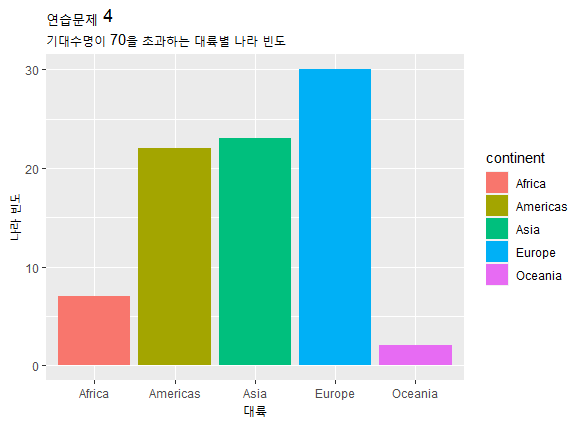 연습문제 4
기대수명이 70을 초과하는 대륙별 나라 빈도
30
20
10
0
나라 빈도
Africa
Americas
Asia
Europe
Oceania
대륙
continent
Africa
Americas
Asia
Europe
Oceania